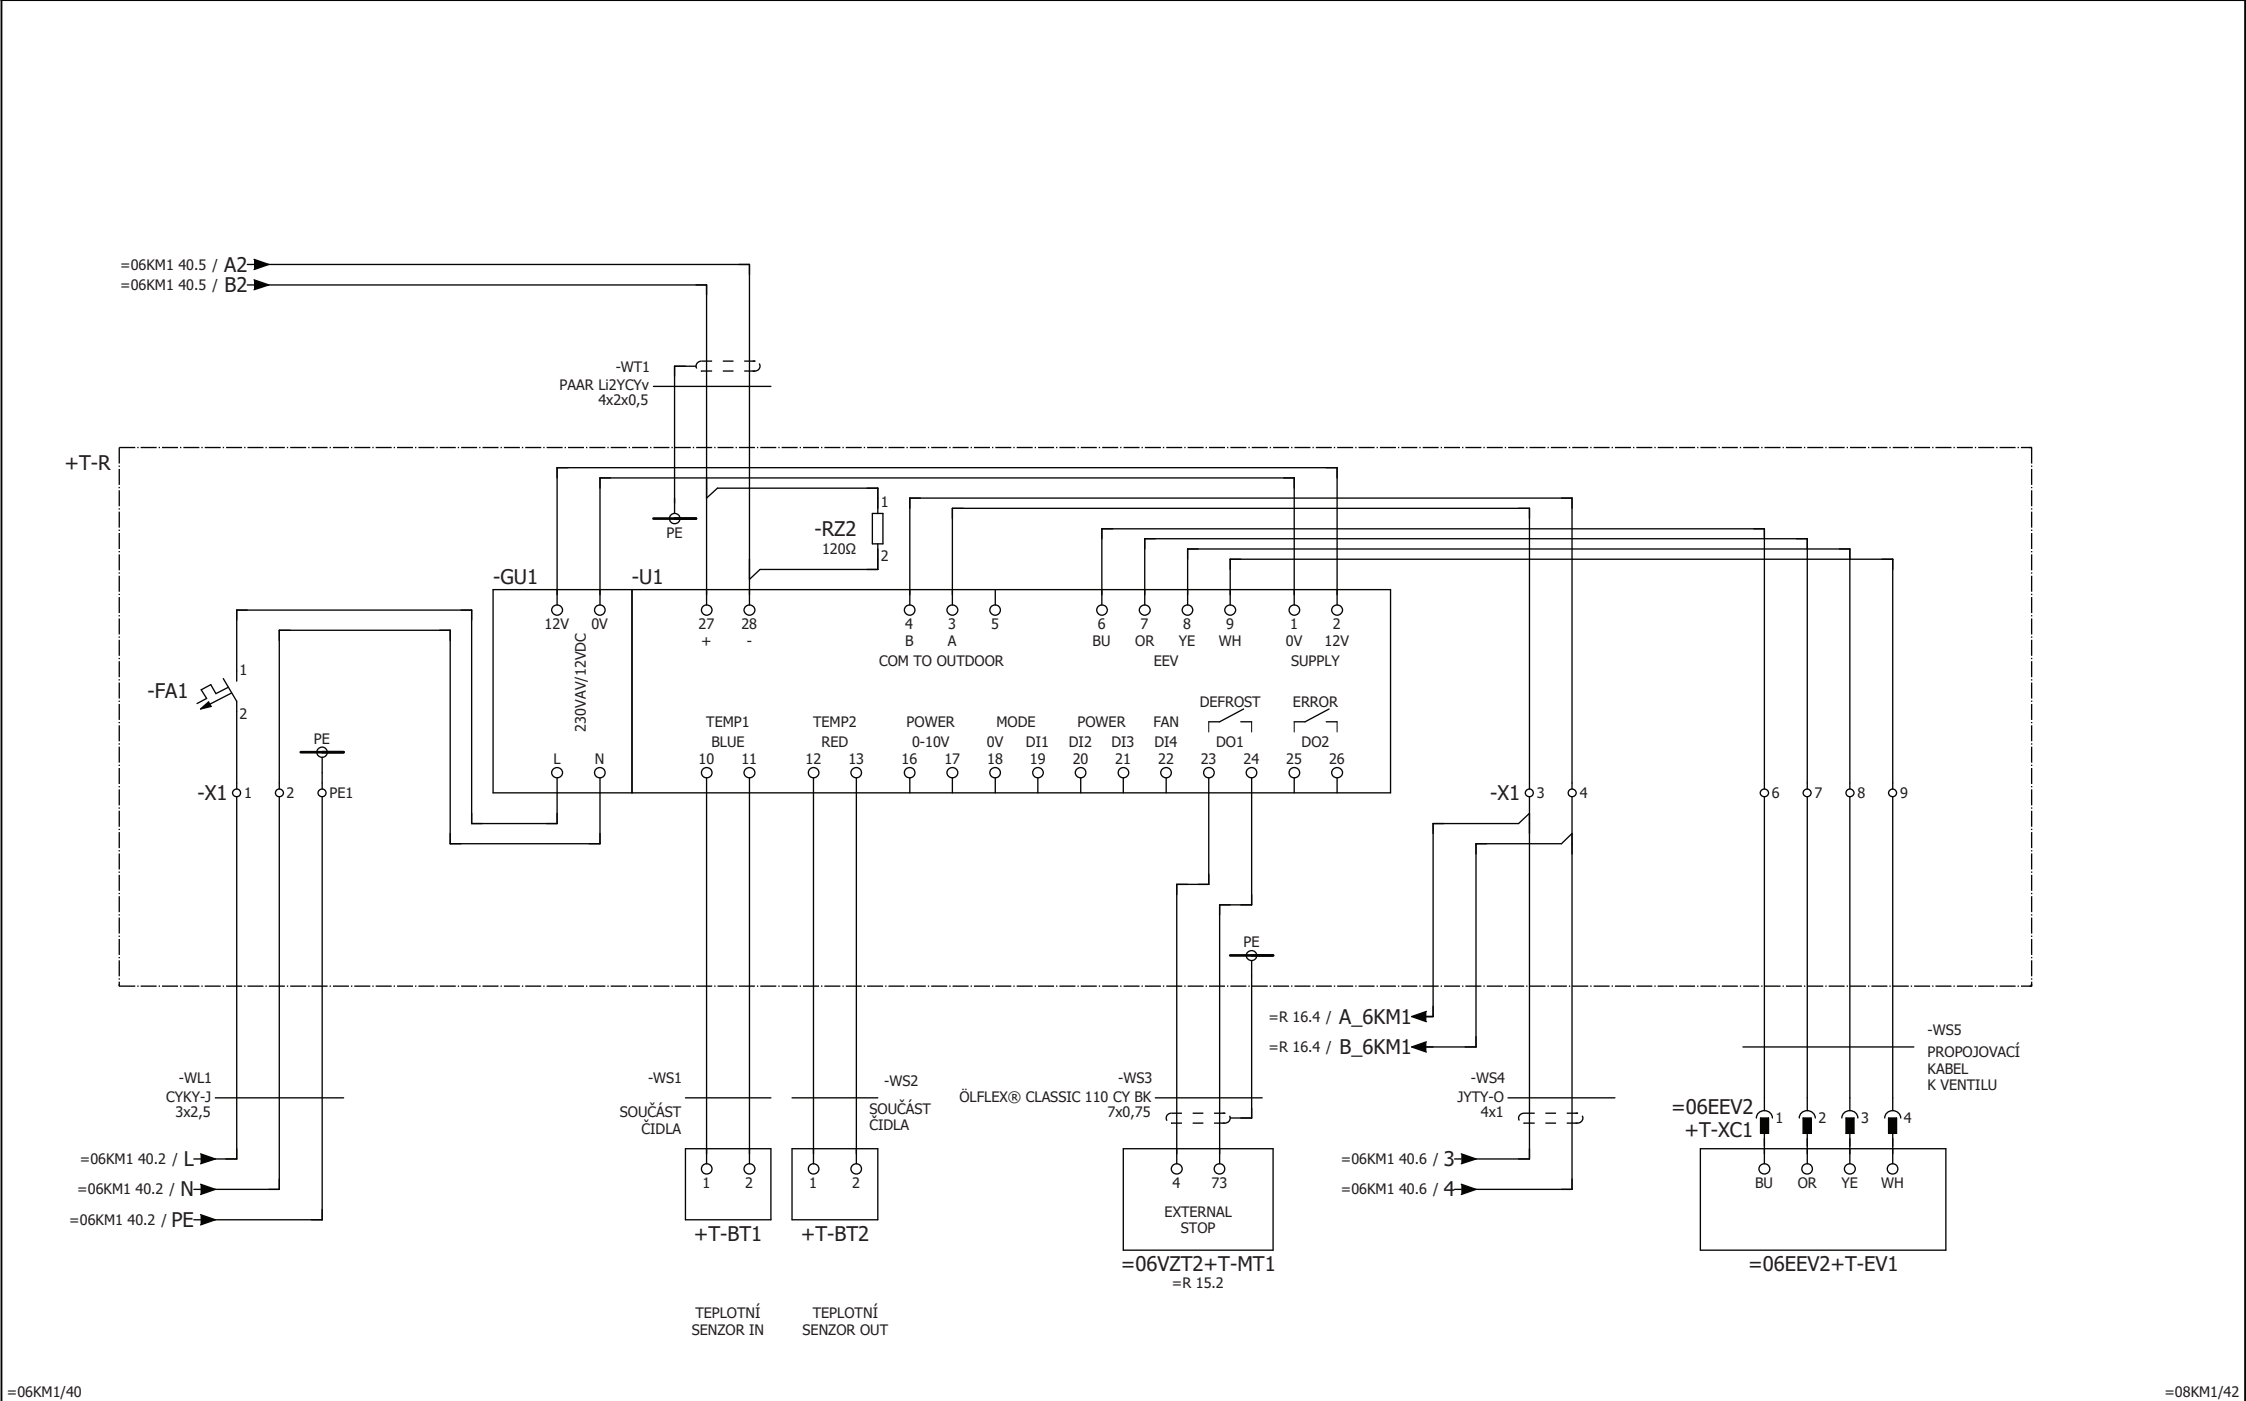 =06KM1 40.5 / A2
=06KM1 40.5 / B2
-WT1
PAAR Li2YCYv
4x2x0,5
+T-R
PE
-RZ2
120Ω
1
2
-GU1
-U1
12V
0V
230VAV/12VDC
L
N
27
28
+
-
4
3
5
B
A
COM TO OUTDOOR
6
7
8
9
BU
OR
YE
WH
EEV
1
2
0V
12V
SUPPLY
-FA1
1
2
DEFROST
ERROR
TEMP1
TEMP2
POWER
MODE
POWER
FAN
BLUE
RED
0-10V
0V
DI1
DI2
DI3
DI4
DO1
DO2
10
11
12
13
16
17
18
19
20
21
22
23
24
25
26
PE
-X1
1
2
PE1
-X1
3
4
6
7
8
9
PE
=R 16.4 / A_6KM1
=R 16.4 / B_6KM1
-WL1
CYKY-J
3x2,5
-WS1
SOUČÁST
ČIDLA
-WS2
SOUČÁST
ČIDLA
-WS3
ÖLFLEX® CLASSIC 110 CY BK
7x0,75
-WS4
JYTY-O
4x1
-WS5
PROPOJOVACÍ
KABEL
K VENTILU
=06EEV2
+T-XC1
1
2
3
4
=06KM1 40.2 / L
=06KM1 40.2 / N
=06KM1 40.2 / PE
1
2
+T-BT1
1
2
+T-BT2
4
73
EXTERNAL
STOP
=06VZT2+T-MT1
=R 15.2
=06KM1 40.6 / 3
=06KM1 40.6 / 4
BU
OR
YE
WH
=06EEV2+T-EV1
TEPLOTNÍ
SENZOR IN
TEPLOTNÍ
SENZOR OUT
=06KM1/40
=08KM1/42